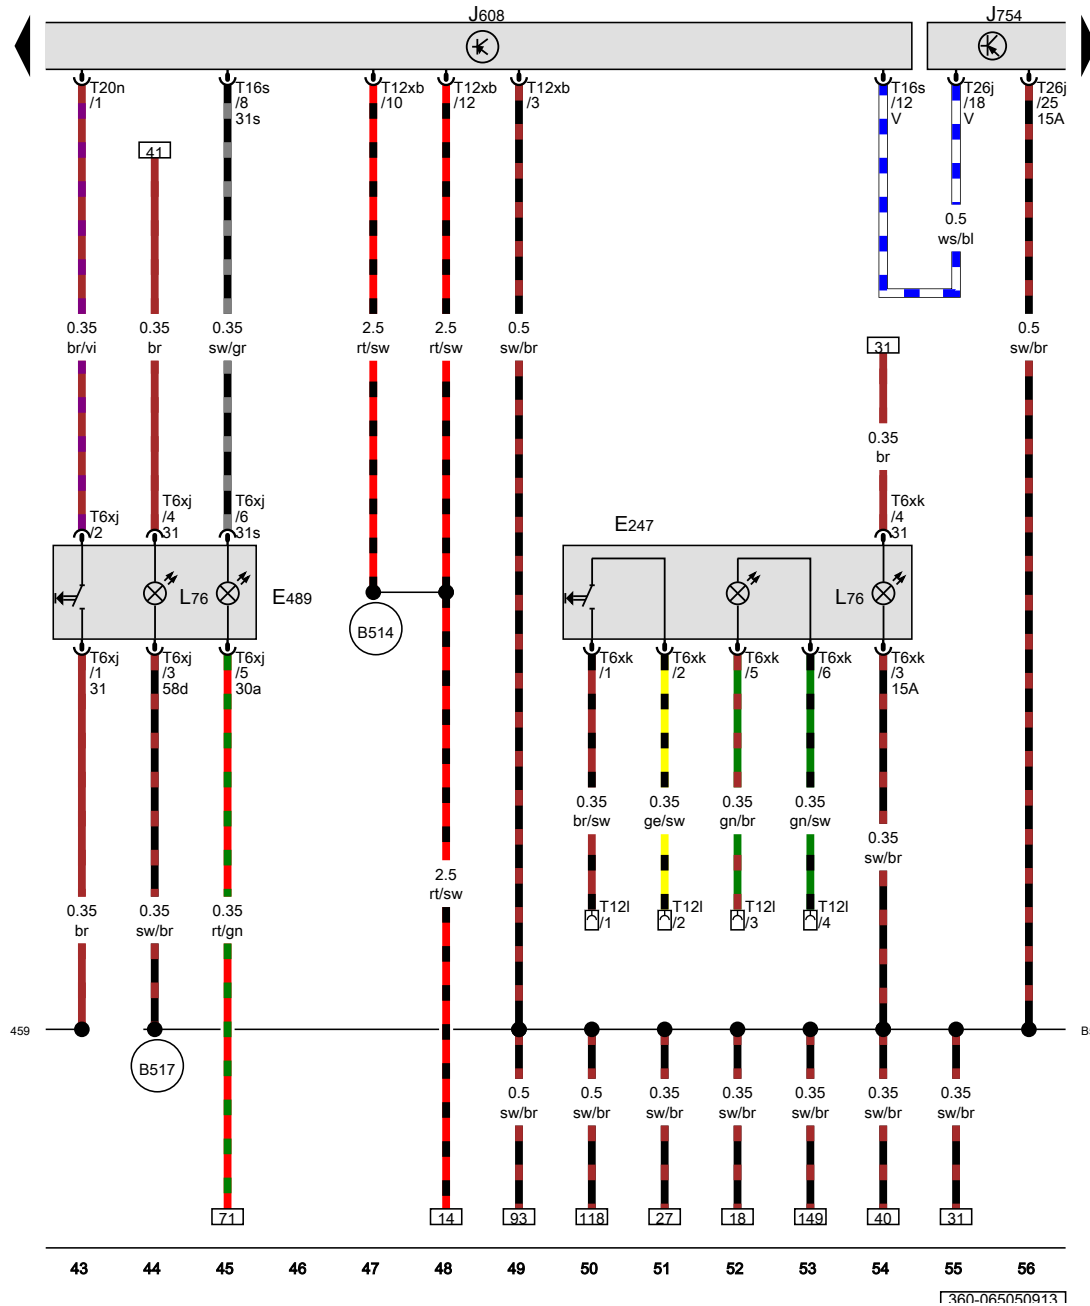 J608
J754
T20n
/1
T16s
/8
31s
T12xb
/10
T12xb
/12
T12xb
/3
T16s
/12
V
T26j
/18
V
T26j
/25
15A
41
0.5
ws/bl
0.35
br/vi
0.35
br
0.35
sw/gr
2.5
rt/sw
2.5
rt/sw
0.5
sw/br
31
0.5
sw/br
0.35
br
T6xj
/2
T6xj
/4
31
T6xj
/6
31s
E247
T6xk
/4
31
L76
E489
B514
L76
T6xj
/1
31
T6xj
/3
58d
T6xj
/5
30a
T6xk
/1
T6xk
/2
T6xk
/5
T6xk
/6
T6xk
/3
15A
0.35
br/sw
0.35
ge/sw
0.35
gn/br
0.35
gn/sw
0.35
sw/br
2.5
rt/sw
0.35
br
0.35
sw/br
0.35
rt/gn
T12l
/1
T12l
/2
T12l
/3
T12l
/4
459
B
B517
0.5
sw/br
0.5
sw/br
0.35
sw/br
0.35
sw/br
0.35
sw/br
0.35
sw/br
0.35
sw/br
71
14
93
118
27
18
149
40
31
43 44 45 46 47 48 49 50 51 52 53 54 55 56
360-065050913